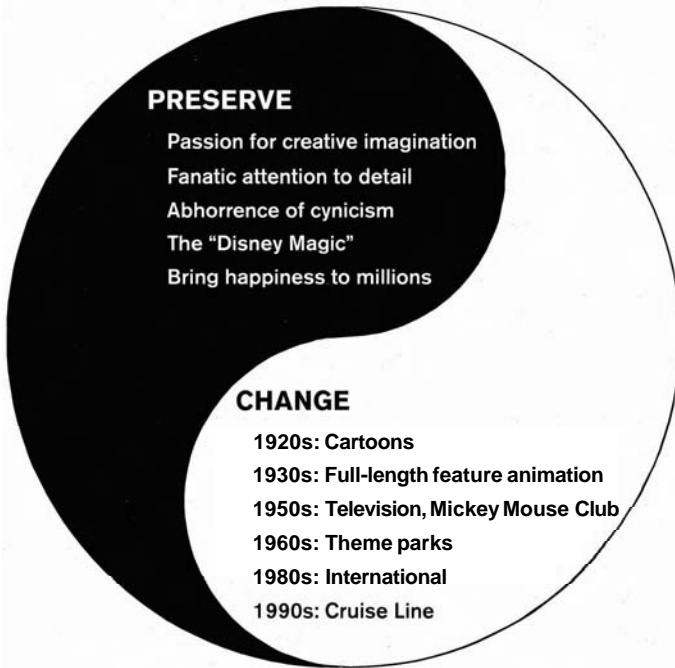 PRESERVE
Passion for creative imagination
Fanatic attention to detail
Abhorrence of cynicism
The “Disney Magic”
Bring happiness to millions
CHANGE
1920s: Cartoons
1930s: Full-length feature animation
1950s: Television, Mickey Mouse Club
1960s: Theme parks
1980s: International
1990s: Cruise Line